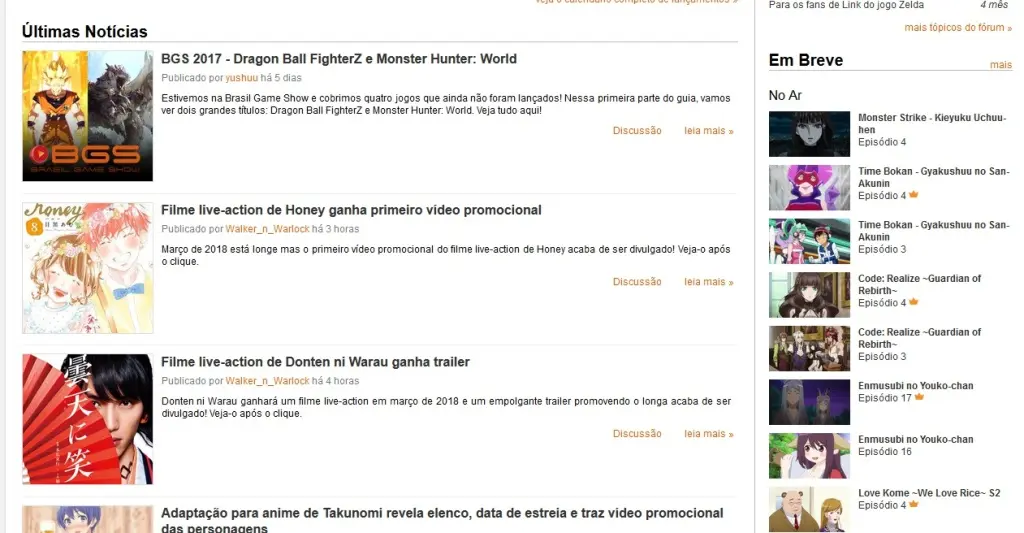 Veja o calendário completo de lançamentos »
Últimas Notícias
BGS 2017 - Dragon Ball FighterZ e Monster Hunter: World
Publicado por yushuu há 5 dias
Estivemos na Brasil Game Show e cobrimos quatro jogos que ainda não foram lançados! Nessa primeira parte do guia, vamos
ver dois grandes títulos: Dragon Ball FighterZ e Monster Hunter: World. Veja tudo aqui!
Discussão leia mais »
BGS
BRASIL GAME SHOW
Filme live-action de Honey ganha primeiro vídeo promocional
Publicado por Walker_n_Warlock há 3 horas
Março de 2018 está longe mas o primeiro vídeo promocional do filme live-action de Honey acaba de ser divulgado! Veja-o após
o clique.
Discussão leia mais »
honey
8
Filme live-action de Donten ni Warau ganha trailer
Publicado por Walker_n_Warlock há 4 horas
Donten ni Warau ganhará um filme live-action em março de 2018 e um empolgante trailer promovendo o longa acaba de ser
divulgado! Veja-o após o clique.
Discussão leia mais »
曇天に笑
Adaptação para anime de Takunomi revela elenco, data de estreia e traz vídeo promocional
das personagens
Para os fans de Link do jogo Zelda 4 mês
mais tópicos do fórum »
Em Breve mais
No Ar
Monster Strike - Kieyuku Uchuu-
hen
Episódio 4
Time Bokan - Gyakushuu no San-
Akunin
Episódio 4
Time Bokan - Gyakushuu no San-
Akunin
Episódio 3
Code: Realize ~Guardian of
Rebirth~
Episódio 4
Code: Realize ~Guardian of
Rebirth~
Episódio 3
Enmusubi no Youko-chan
Episódio 17
Enmusubi no Youko-chan
Episódio 16
Love Kome ~We Love Rice~ S2
Episódio 4